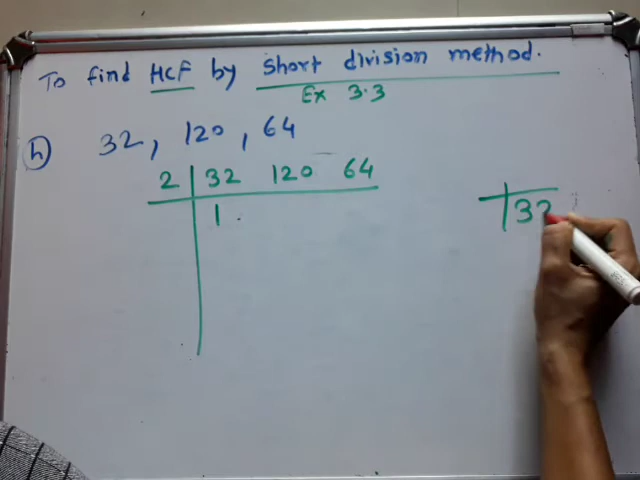 To find HCF by short division method.
Ex 3.3
h) 32, 120, 64
2 32 120 64
1
32